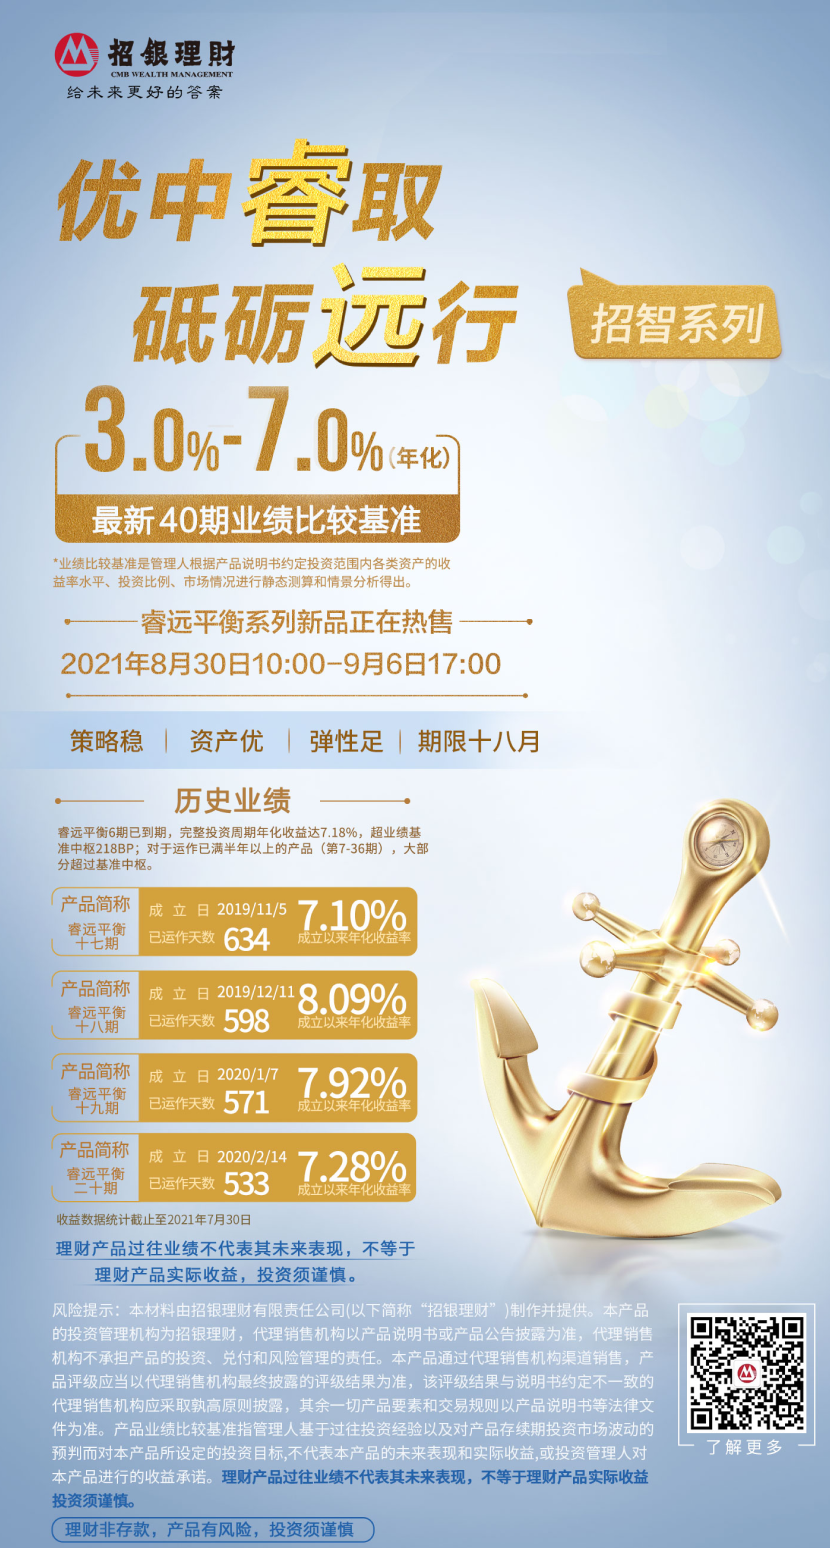 招银理财
CMB WEALTH MANAGEMENT
给未来更好的答案
优中睿取
砥砺远行
招智系列
3.0%-7.0%(年化)
最新40期业绩比较基准
*业绩比较基准是管理人根据产品说明书约定投资范围内各类资产的收
益率水平、投资比例、市场情况进行静态测算和情景分析得出。
睿远平衡系列新品正在热售
2021年8月30日10:00-9月6日17:00
策略稳 | 资产优 | 弹性足 | 期限十八月
历史业绩
睿远平衡6期已到期，完整投资周期年化收益达7.18%，超业绩基
准中枢218BP；对于运作已满半年以上的产品（第7-36期），大部
分超过基准中枢。
产品简称
睿远平衡
十七期
成 立 日 2019/11/5
已运作天数 634
7.10%
成立以来年化收益率
产品简称
睿远平衡
十八期
成 立 日 2019/12/11
已运作天数 598
8.09%
成立以来年化收益率
产品简称
睿远平衡
十九期
成 立 日 2020/1/7
已运作天数 571
7.92%
成立以来年化收益率
产品简称
睿远平衡
二十期
成 立 日 2020/2/14
已运作天数 533
7.28%
成立以来年化收益率
收益数据统计截止至2021年7月30日
理财产品过往业绩不代表其未来表现，不等于
理财产品实际收益，投资须谨慎。
风险提示：本材料由招银理财有限责任公司(以下简称“招银理财”)制作并提供。本产品
的投资管理机构为招银理财，代理销售机构以产品说明书或产品公告披露为准，代理销售
机构不承担产品的投资、兑付和风险管理的责任。本产品通过代理销售机构渠道销售，产
品评级应当以代理销售机构最终披露的评级结果为准，该评级结果与说明书约定不一致的
代理销售机构应采取孰高原则披露，其余一切产品要素和交易规则以产品说明书等法律文
件为准。产品业绩比较基准指管理人基于过往投资经验以及对产品存续期投资市场波动的
预判而对本产品所设定的投资目标,不代表本产品的未来表现和实际收益,或投资管理人对
本产品进行的收益承诺。理财产品过往业绩不代表其未来表现，不等于理财产品实际收益
投资须谨慎。
了解更多
理财非存款，产品有风险，投资须谨慎